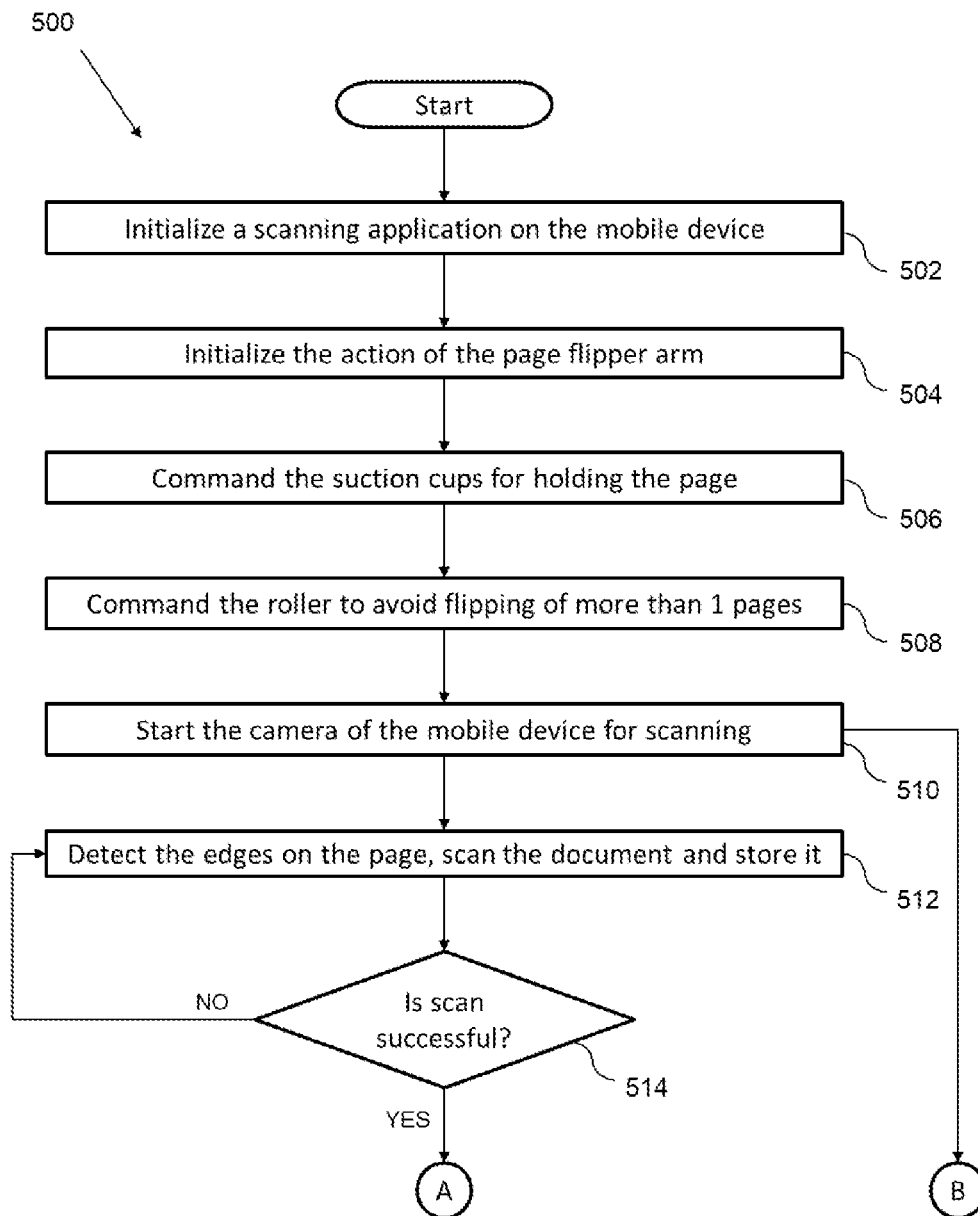 500
Start
Initialize a scanning application on the mobile device
502
Initialize the action of the page flipper arm
504
Command the suction cups for holding the page
506
Command the roller to avoid flipping of more than 1 pages
508
Start the camera of the mobile device for scanning
510
Detect the edges on the page, scan the document and store it
512
NO
Is scan
successful?
514
YES
A
B